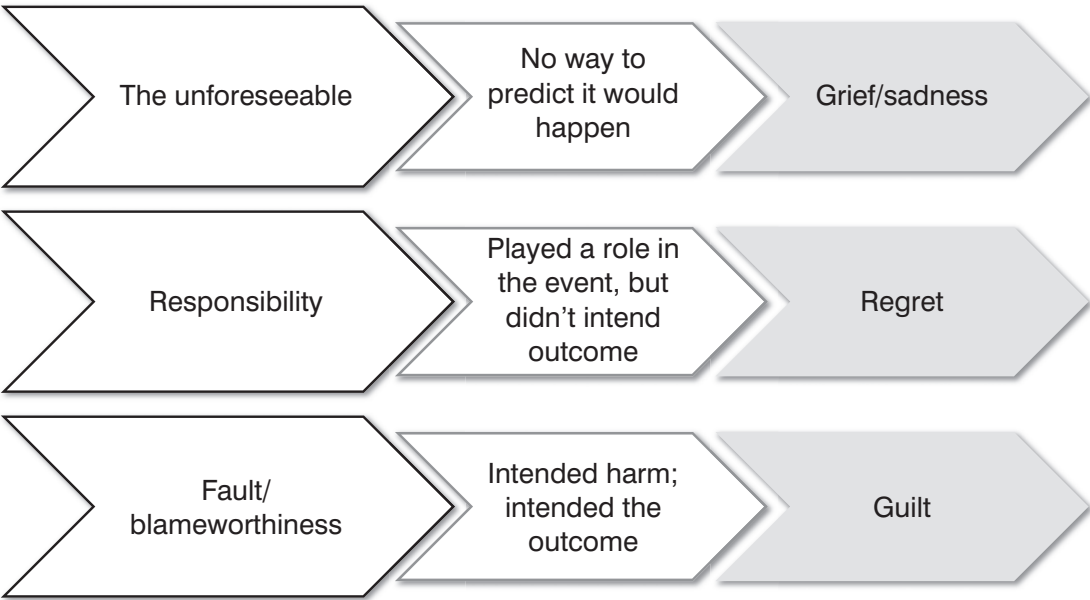 The unforeseeable
No way to
predict it would
happen
Grief/sadness
Responsibility
Played a role in
the event, but
didn’t intend
outcome
Regret
Fault/
blameworthiness
Intended harm;
intended the
outcome
Guilt